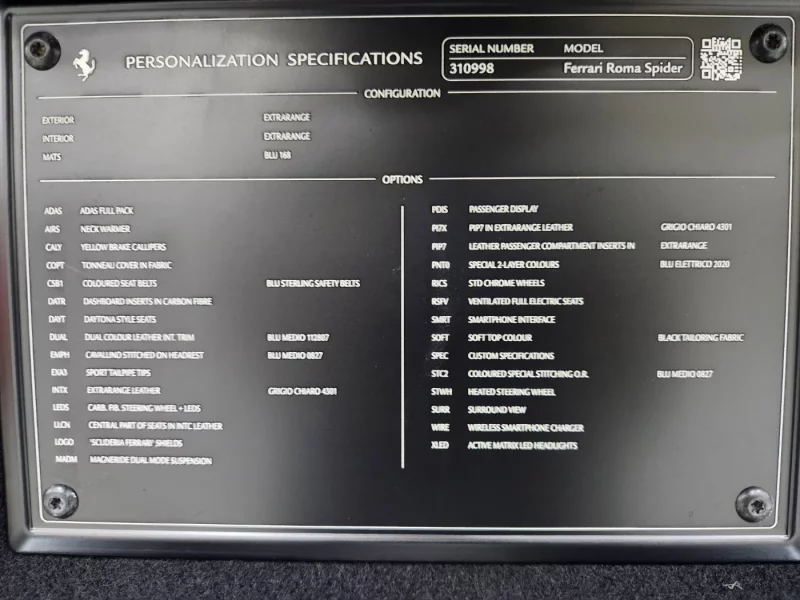 PERSONALIZATION SPECIFICATIONS
SERIAL NUMBER MODEL
310998 Ferrari Roma Spider
CONFIGURATION
EXTERIOR EXTRARANGE
INTERIOR EXTRARANGE
MATS BLU 168
OPTIONS
ADAS ADAS FULL PACK
AIRS NECK WARMER
CALY YELLOW BRAKE CALLIPERS
COPT TONNEAU COVER IN FABRIC
CSB1 COLOURED SEAT BELTS BLU STERLING SAFETY BELTS
DATR DASHBOARD INSERTS IN CARBON FIBRE
DAYT DAYTONA STYLE SEATS
DUAL DUAL COLOUR LEATHER INT. TRIM BLU MEDIO 112807
EMPH CAVALLINO STITCHED ON HEADREST BLU MEDIO 0827
EXA3 SPORT TAILPIPE TIPS
INTX EXTRARANGE LEATHER GRIGIO CHIARO 4301
LEDS CARB. FIB. STEERING WHEEL + LEDS
LLCN CENTRAL PART OF SEATS IN INTC LEATHER
LOGO 'SCUDERIA FERRARI' SHIELDS
MADM MAGNERIDE DUAL MODE SUSPENSION
PDIS PASSENGER DISPLAY
PI7X PIP7 IN EXTRARANGE LEATHER GRIGIO CHIARO 4301
PIP7 LEATHER PASSENGER COMPARTMENT INSERTS IN EXTRARANGE
PNT0 SPECIAL 2-LAYER COLOURS BLU ELETTRICO 2020
RICS STD CHROME WHEELS
RSFV VENTILATED FULL ELECTRIC SEATS
SMRT SMARTPHONE INTERFACE
SOFT SOFT TOP COLOUR BLACK TAILORING FABRIC
SPEC CUSTOM SPECIFICATIONS
STC2 COLOURED SPECIAL STITCHING O.R. BLU MEDIO 0827
STWH HEATED STEERING WHEEL
SURR SURROUND VIEW
WIRE WIRELESS SMARTPHONE CHARGER
XLED ACTIVE MATRIX LED HEADLIGHTS